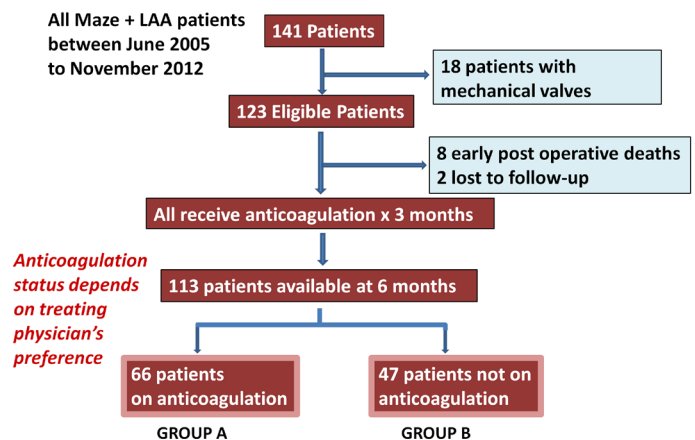 All Maze + LAA patients
between June 2005
to November 2012
141 Patients
18 patients with
mechanical valves
123 Eligible Patients
8 early post operative deaths
2 lost to follow-up
All receive anticoagulation x 3 months
Anticoagulation
status depends
on treating
physician's
preference
113 patients available at 6 months
66 patients
on anticoagulation
47 patients not on
anticoagulation
GROUP A
GROUP B